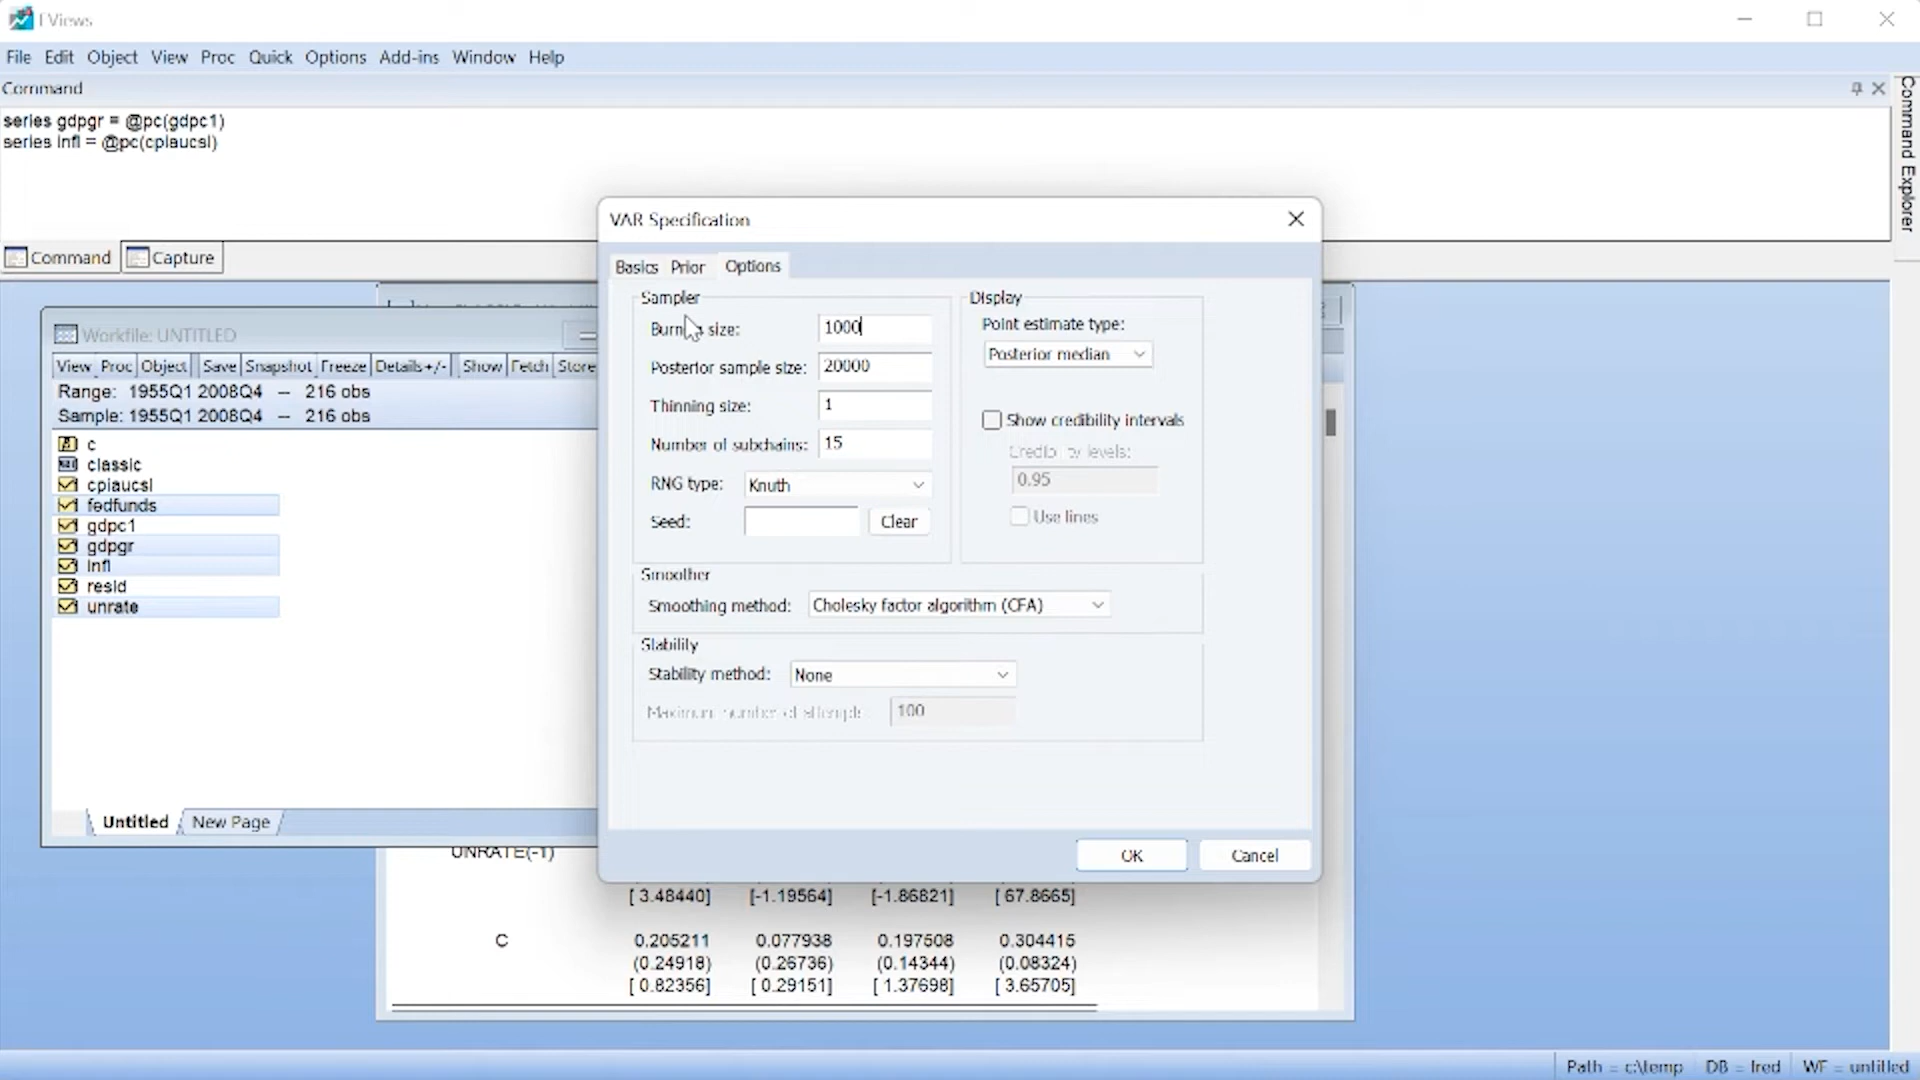 EViews
File Edit Object View Proc Quick Options Add-ins Window Help
Command
series gdpgr = @pc(gdpc1)
series infl = @pc(cpiaucsl)
Command Explorer
Command Capture
Workfile: UNTITLED
View Proc Object Save Snapshot Freeze Details+/- Show Fetch Store
Range: 1955Q1 2008Q4 -- 216 obs
Sample: 1955Q1 2008Q4 -- 216 obs
c
classic
cpiaucsl
fedfunds
gdpc1
gdpgr
infl
resid
unrate
Untitled New Page
VAR Specification
Basics Prior Options
Sampler
size: 1000
Posterior sample size: 20000
Thinning size: 1
Number of subchains: 15
RNG type: Knuth
Seed: Clear
Display
Point estimate type:
Posterior median
Show credibility intervals
levels:
0.95
Use lines
Smoother
Smoothing method: Cholesky factor algorithm (CFA)
Stability
Stability method: None
Maximum number of attempts 100
OK Cancel
UNRATE(-1)
[ 3.48440] [-1.19564] [-1.86821] [ 67.8665]
C 0.205211 0.077938 0.197508 0.304415
(0.24918) (0.26736) (0.14344) (0.08324)
[ 0.82356] [ 0.29151] [ 1.37698] [ 3.65705]
Path = c:\temp DB = fred WF = untitled